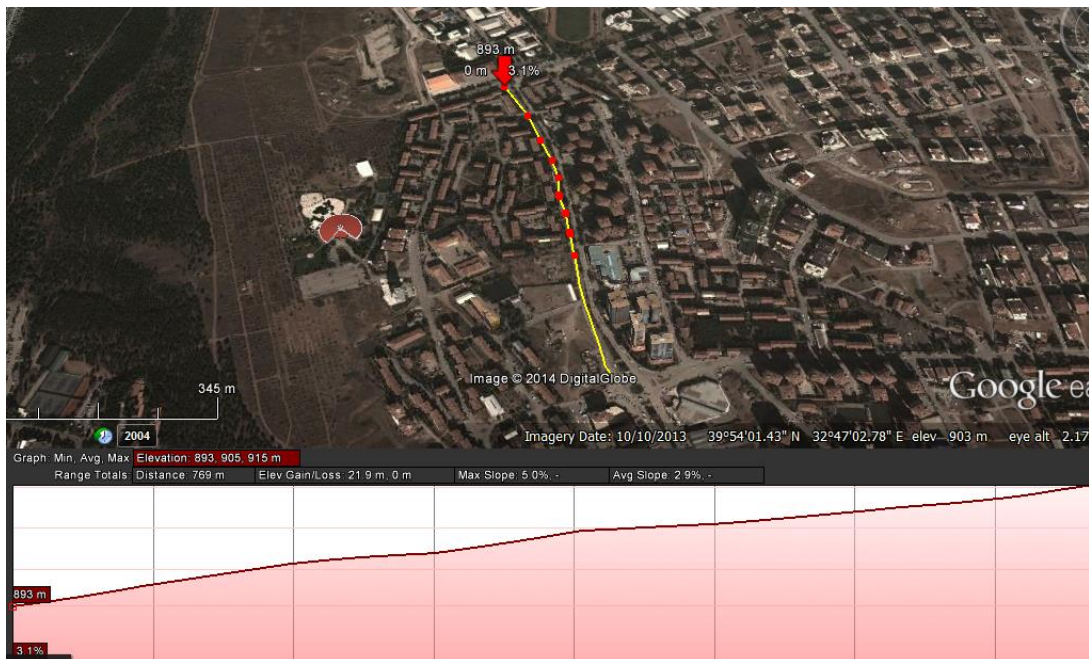 893 m
0 m 3.1%
345 m
2004
Image © 2014 DigitalGlobe
Google e
Imagery Date: 10/10/2013 39°54'01.43" N 32°47'02.78" E elev 903 m eye alt 2.17
Graph: Min, Avg, Max Elevation: 893, 905, 915 m
Range Totals: Distance: 769 m Elev Gain/Loss: 21.9 m, 0 m Max Slope: 5.0%, - Avg Slope: 2.9%, -
893 m
3.1%